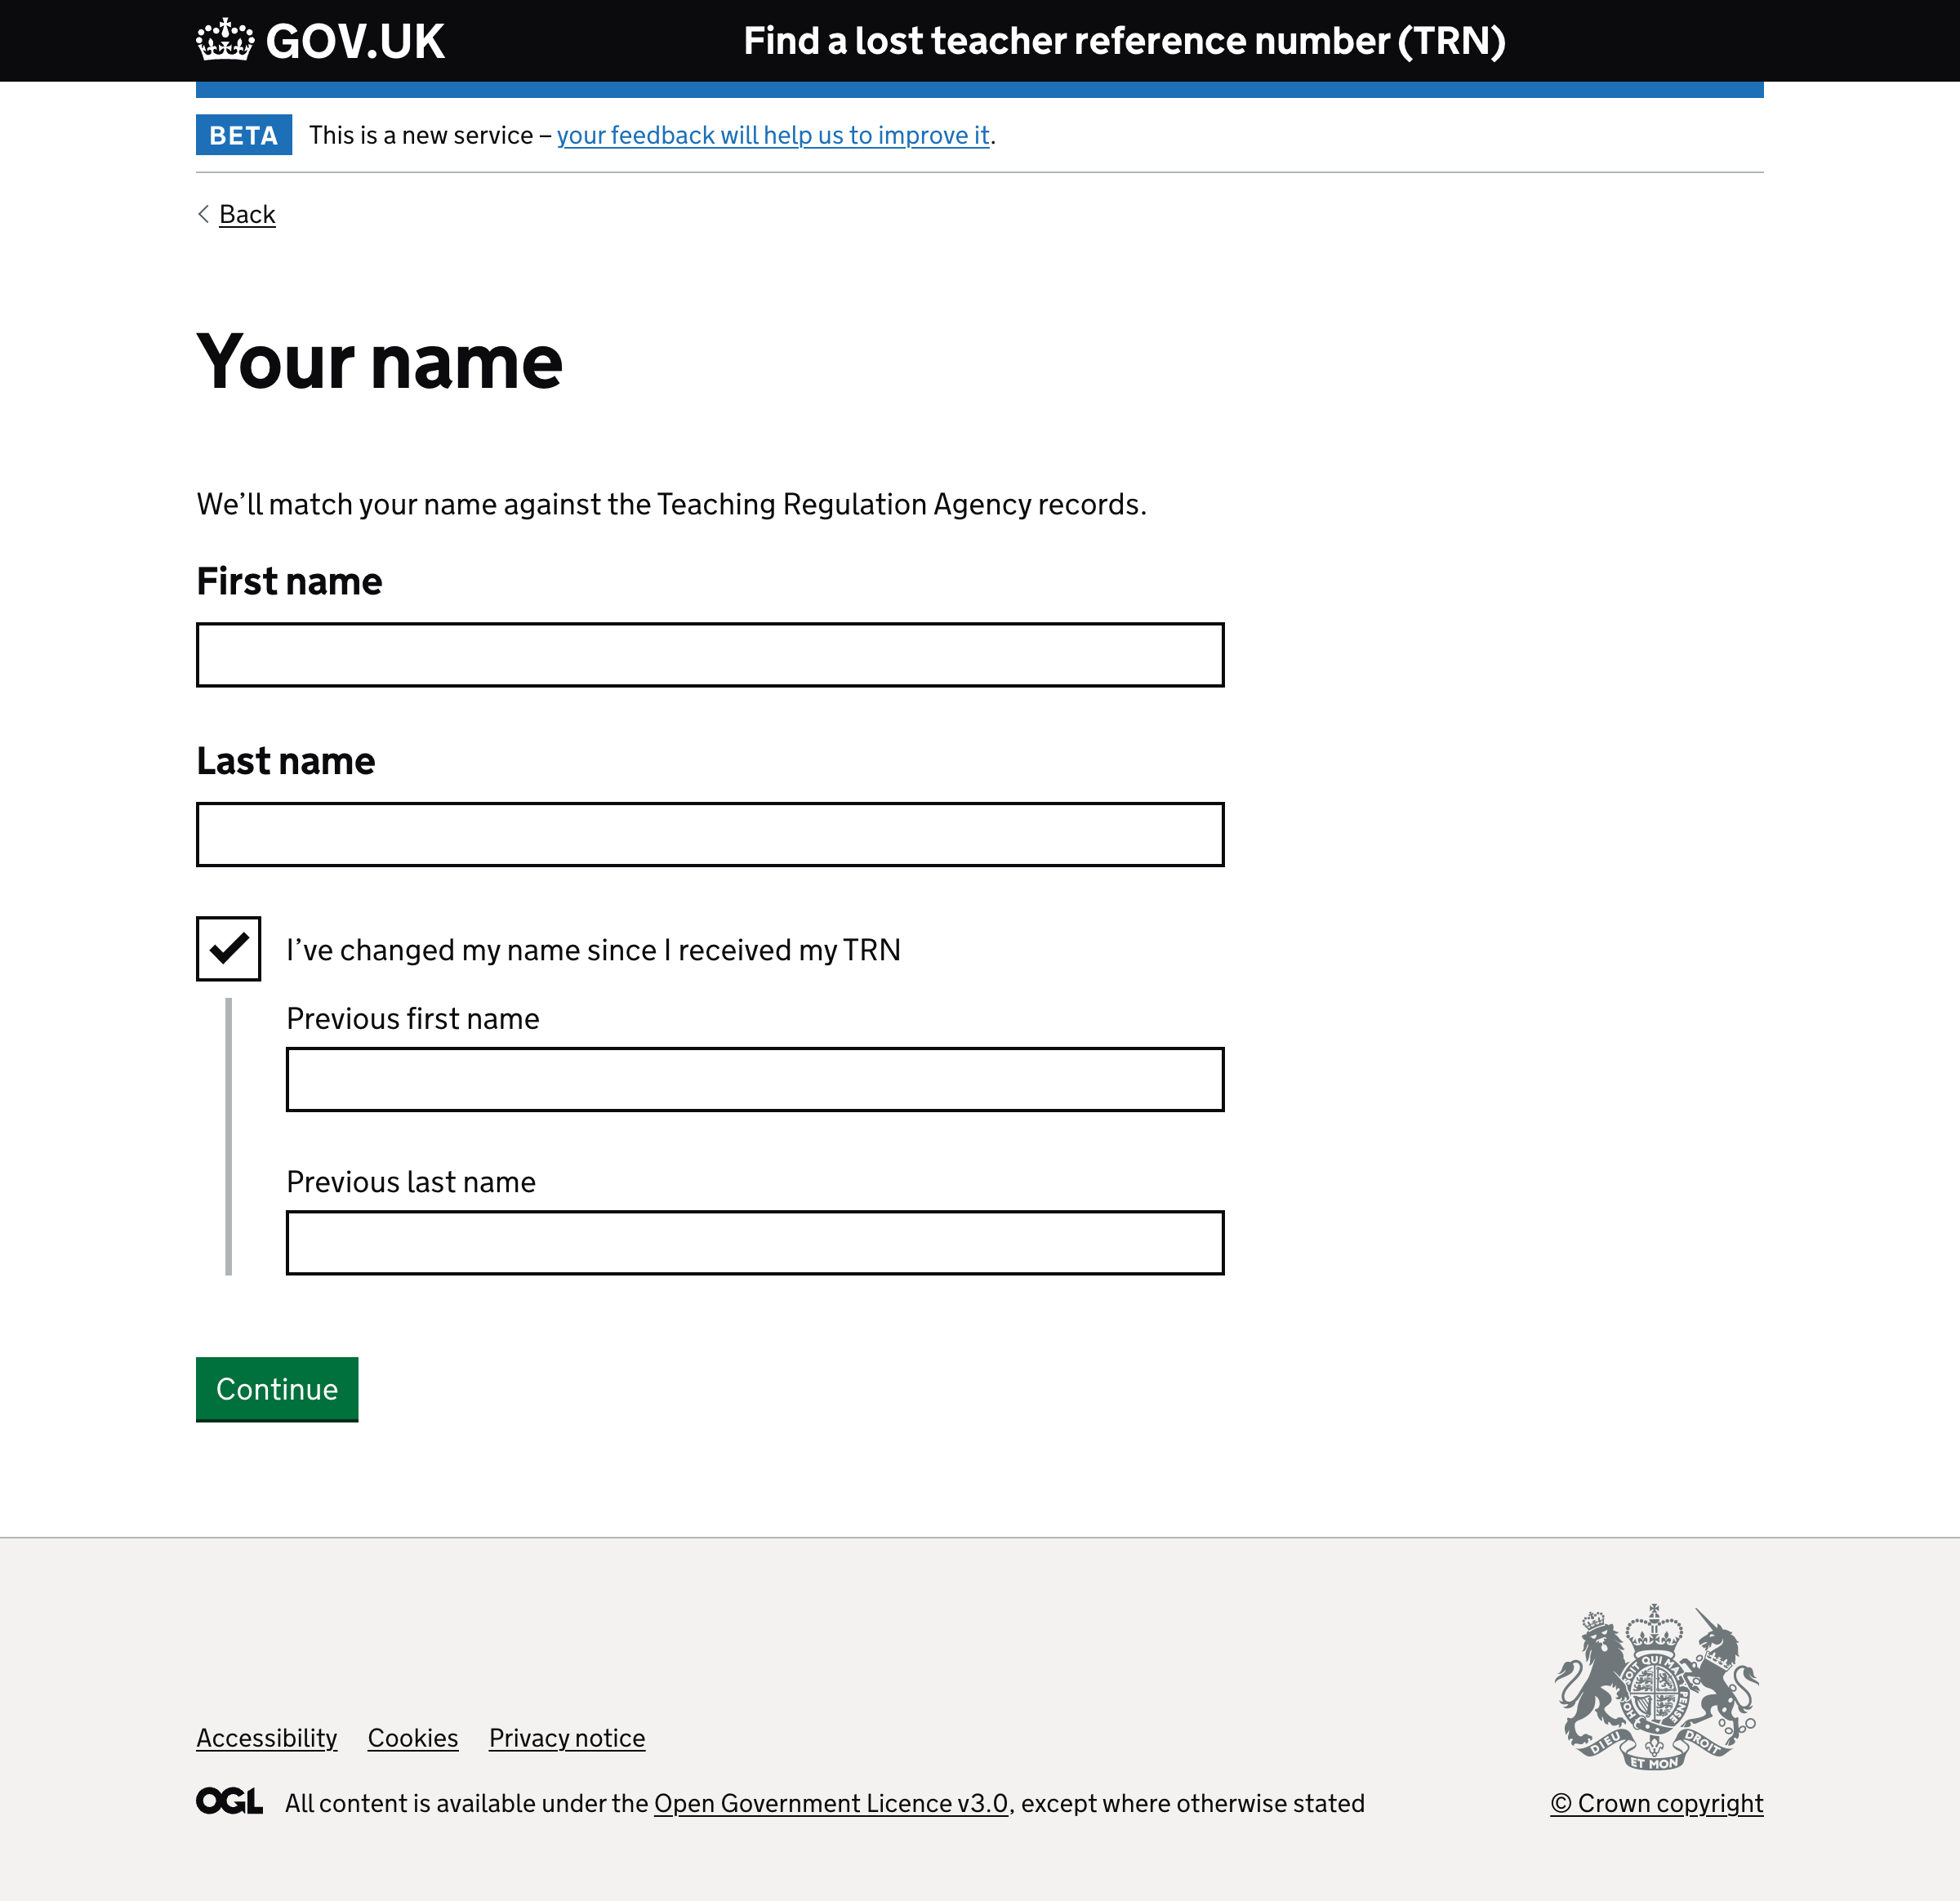 GOV.UK
Find a lost teacher reference number (TRN)
BETA This is a new service – your feedback will help us to improve it.
Back
Your name
We’ll match your name against the Teaching Regulation Agency records.
First name
Last name
I’ve changed my name since I received my TRN
Previous first name
Previous last name
Continue
Accessibility Cookies Privacy notice
OGL All content is available under the Open Government Licence v3.0, except where otherwise stated
DIEU ET MON DROIT
© Crown copyright